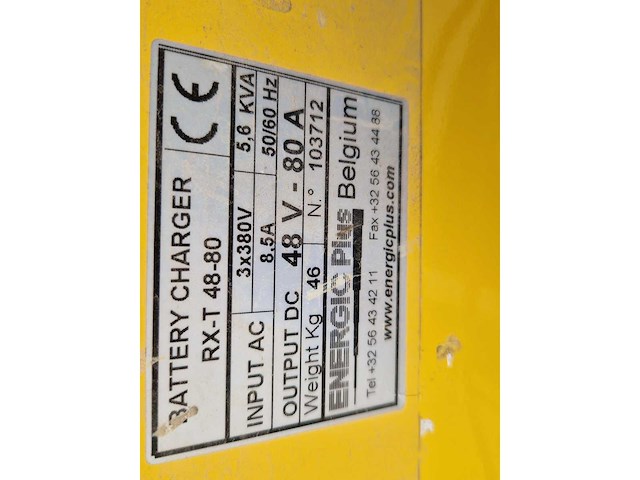 BATTERY CHARGER
RX-T 48-80
CE
INPUT AC 3x380V 5,6 KVA
8.5A 50/60 Hz
OUTPUT DC 48 V - 80 A
Weight Kg 46 N.° 103712
ENERGIC PLUS Belgium
Tel +32 56 43 42 11 Fax +32 56 43 44 88
www.energicplus.com